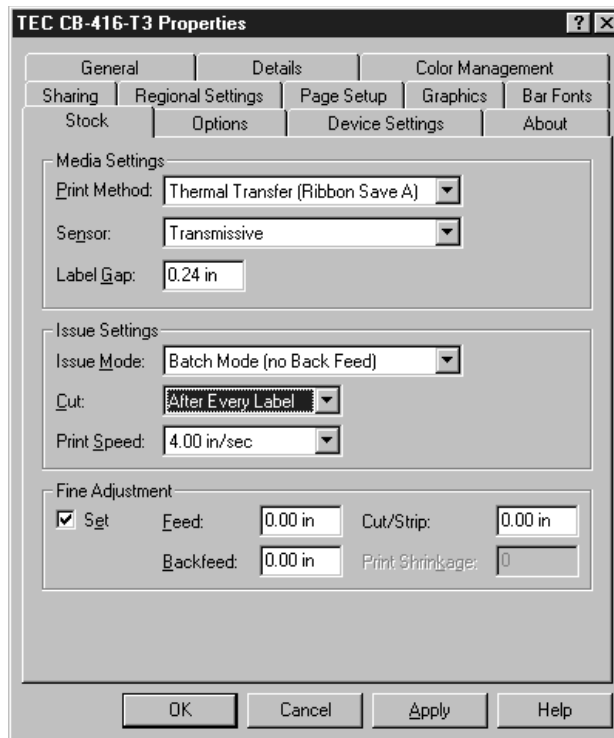 TEC CB-416-T3 Properties
General Details Color Management
Sharing Regional Settings Page Setup Graphics Bar Fonts
Stock Options Device Settings About
Media Settings
Print Method: Thermal Transfer (Ribbon Save A)
Sensor: Transmissive
Label Gap: 0.24 in
Issue Settings
Issue Mode: Batch Mode (no Back Feed)
Cut: After Every Label
Print Speed: 4.00 in/sec
Fine Adjustment
Set Feed: 0.00 in Cut/Strip: 0.00 in
Backfeed: 0.00 in Print Shrinkage: 0
OK Cancel Apply Help